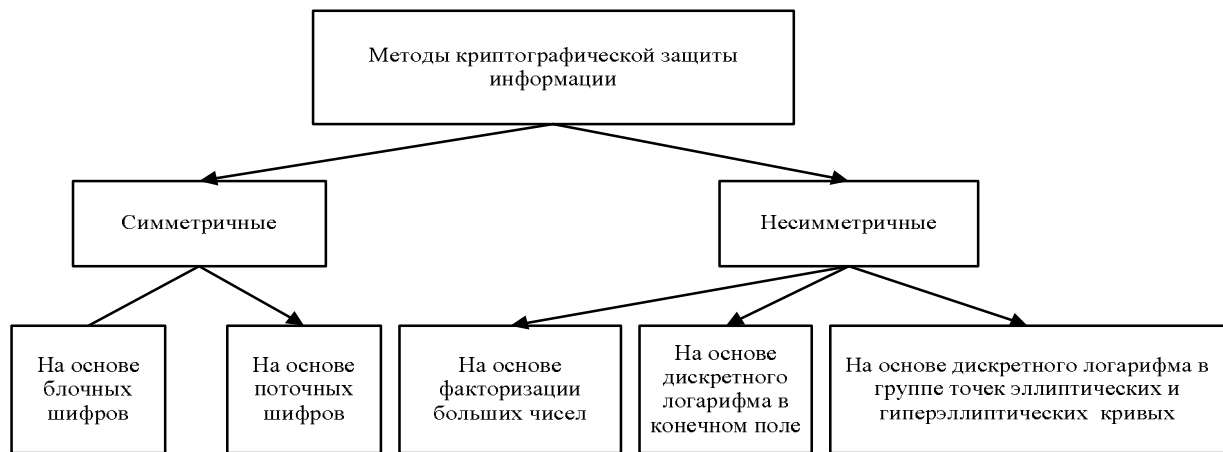 Методы криптографической защиты
информации
Симметричные
Несимметричные
На основе
блочных
шифров
На основе
поточных
шифров
На основе
факторизации
больших чисел
На основе
дискретного
логарифма в
конечном поле
На основе дискретного логарифма в
группе точек эллиптических и
гиперэллиптических кривых